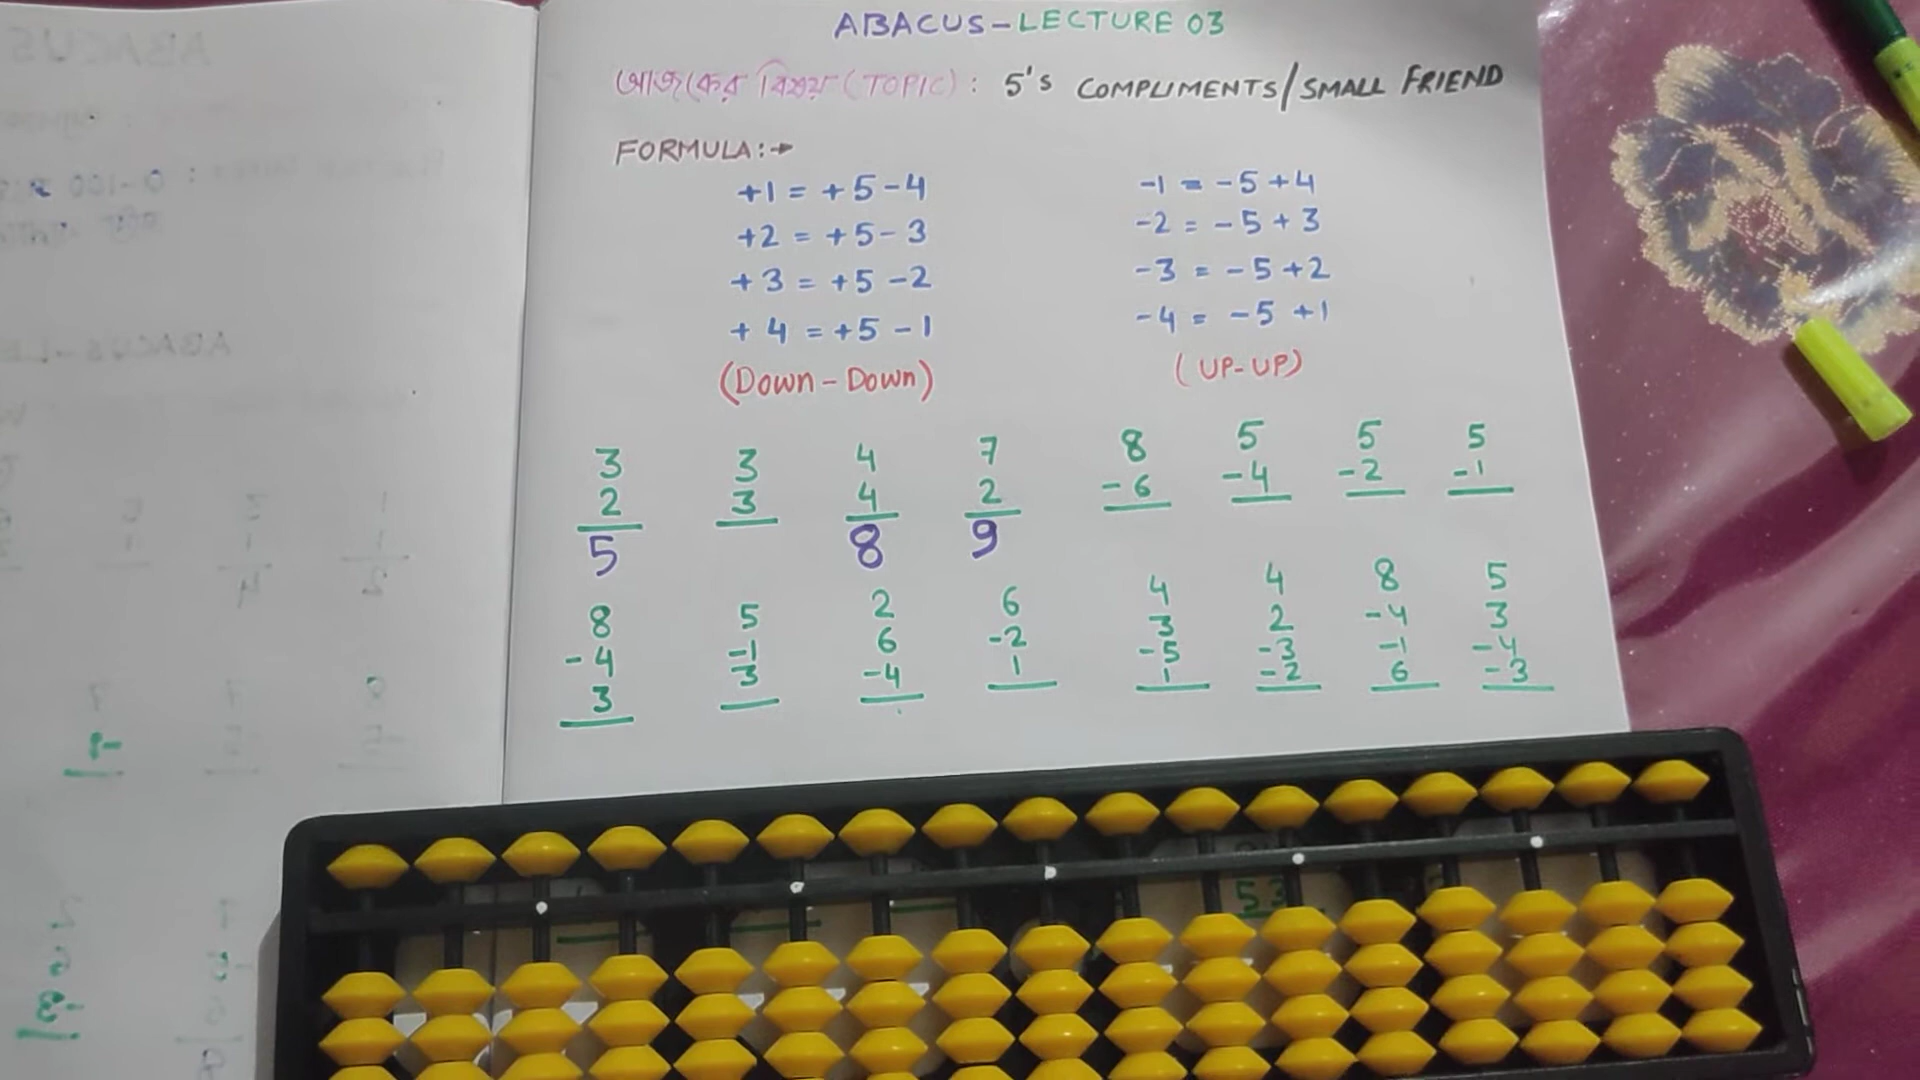 ABACUS-LECTURE 03
আজকের বিষয় (TOPIC) : 5's COMPLIMENTS/SMALL FRIEND
FORMULA:→
+1 = +5-4 -1 = -5+4
+2 = +5-3 -2 = -5+3
+3 = +5-2 -3 = -5+2
+4 = +5-1 -4 = -5+1
(DOWN-DOWN) (UP-UP)
3 3 4 7 8 5 5 5
2 3 4 2 -6 -4 -2 -1
5 8 9
8 5 2 6 4 4 8 5
-4 -1 6 -2 3 2 -4 3
3 3 -4 1 -5 -3 -1 -4
1 -2 6 -3
53